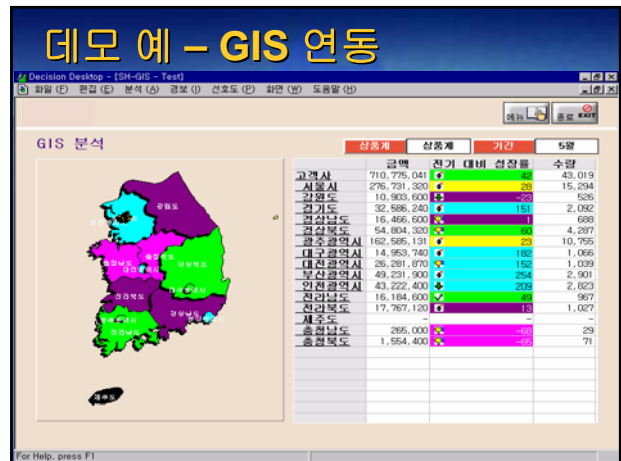 데모 예 – GIS 연동
Decision Desktop - [SH-GIS - Test]
화일 (F) 편집 (E) 분석 (A) 경보 (I) 선호도 (P) 화면 (W) 도움말 (H)
메뉴 종료 EXIT
GIS 분석
상품계 상품계 기간 5월
금액 전기 대비 성장률 수량
고객사 710,775,041 42 43,019
서울시 276,731,320 28 15,294
강원도 10,903,600 -23 526
경기도 32,586,240 151 2,092
경상남도 16,466,600 1 688
경상북도 54,804,320 60 4,287
광주광역시 162,585,131 23 10,755
대구광역시 14,953,740 182 1,066
대전광역시 26,281,870 152 1,039
부산광역시 49,231,900 254 2,901
인천광역시 43,222,400 209 2,823
전라남도 16,184,600 49 967
전라북도 17,767,120 13 1,027
제주도 - - -
충청남도 265,000 -68 29
충청북도 1,554,400 -65 71
강원도
경상북도
전라북도
경상남도
전라남도
제주도
For Help, press F1